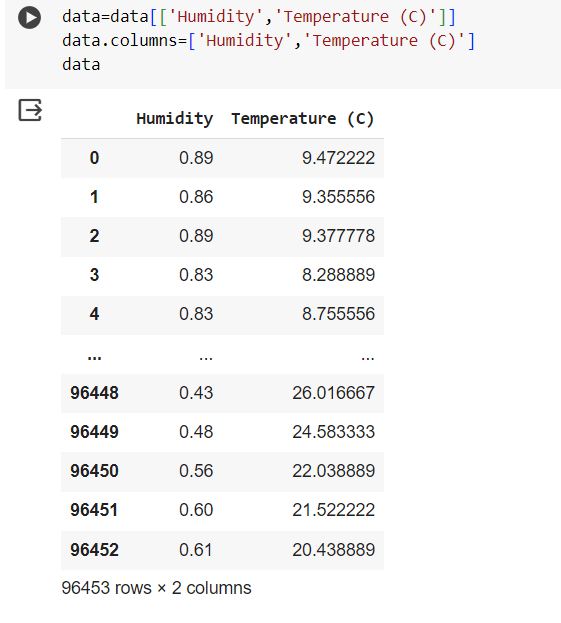 data=data[['Humidity','Temperature (C)']]
data.columns=['Humidity','Temperature (C)']
data
Humidity Temperature (C)
0 0.89 9.472222
1 0.86 9.355556
2 0.89 9.377778
3 0.83 8.288889
4 0.83 8.755556
... ... ...
96448 0.43 26.016667
96449 0.48 24.583333
96450 0.56 22.038889
96451 0.60 21.522222
96452 0.61 20.438889
96453 rows × 2 columns